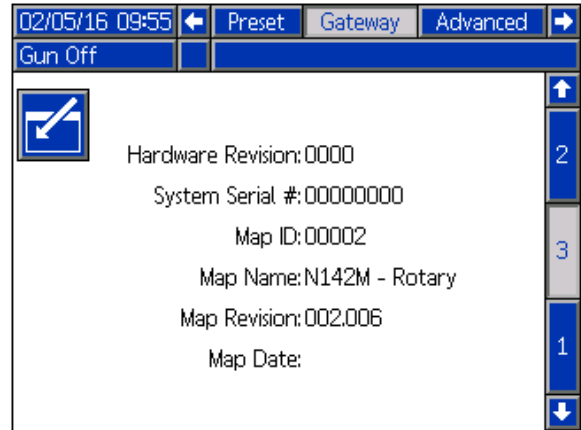 02/05/16 09:55 Preset Gateway Advanced
Gun Off
2
Hardware Revision: 0000
System Serial #: 00000000
Map ID: 00002
3
Map Name: N142M - Rotary
Map Revision: 002.006
1
Map Date: